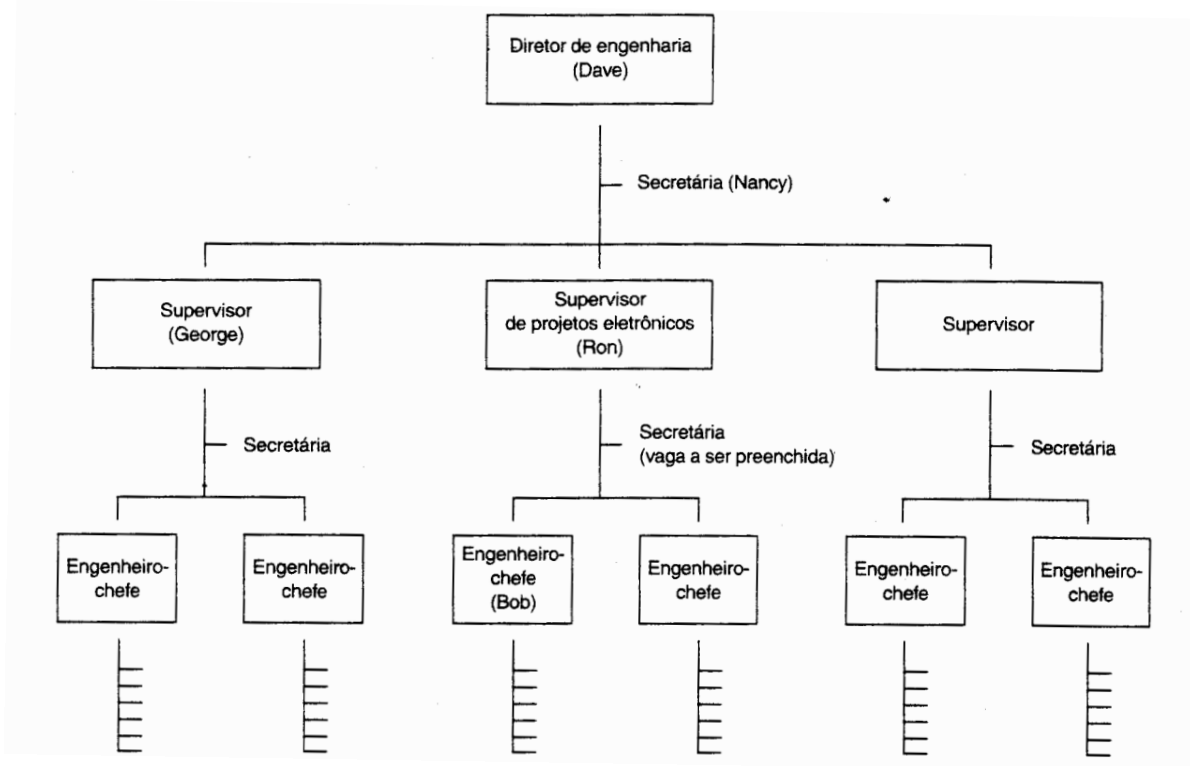 Diretor de engenharia
(Dave)
Secretária (Nancy)
Supervisor
(George)
Supervisor
de projetos eletrônicos
(Ron)
Supervisor
Secretária
Secretária
(vaga a ser preenchida)
Secretária
Engenheiro-
chefe
Engenheiro-
chefe
Engenheiro-
chefe
(Bob)
Engenheiro-
chefe
Engenheiro-
chefe
Engenheiro-
chefe